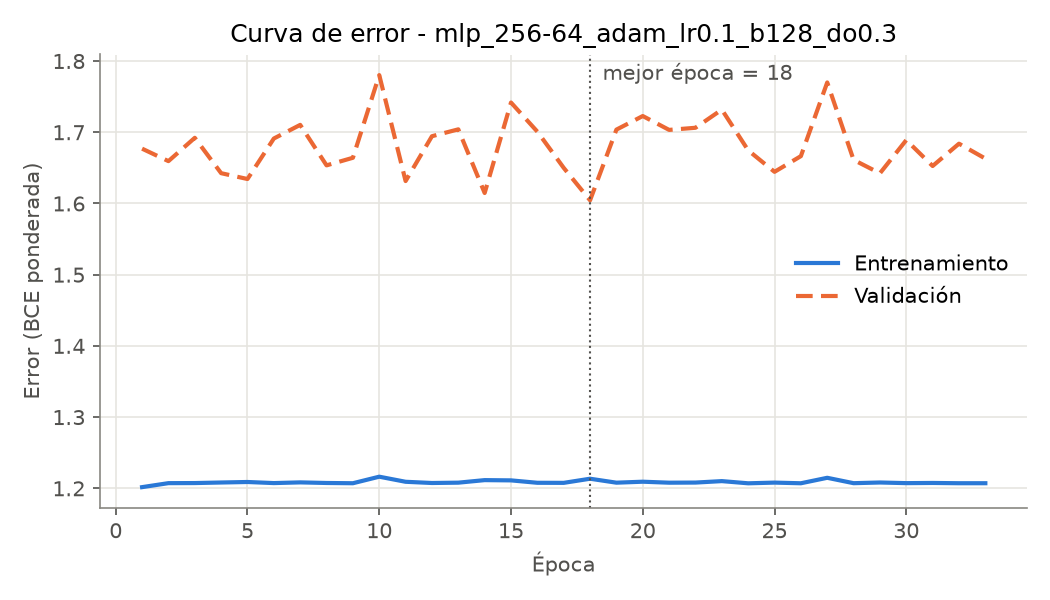 Curva de error - mlp_256-64_adam_lr0.1_b128_do0.3
mejor época = 18
Error (BCE ponderada)
1.8
1.7
1.6
1.5
1.4
1.3
1.2
Entrenamiento
Validación
0 5 10 15 20 25 30
Época